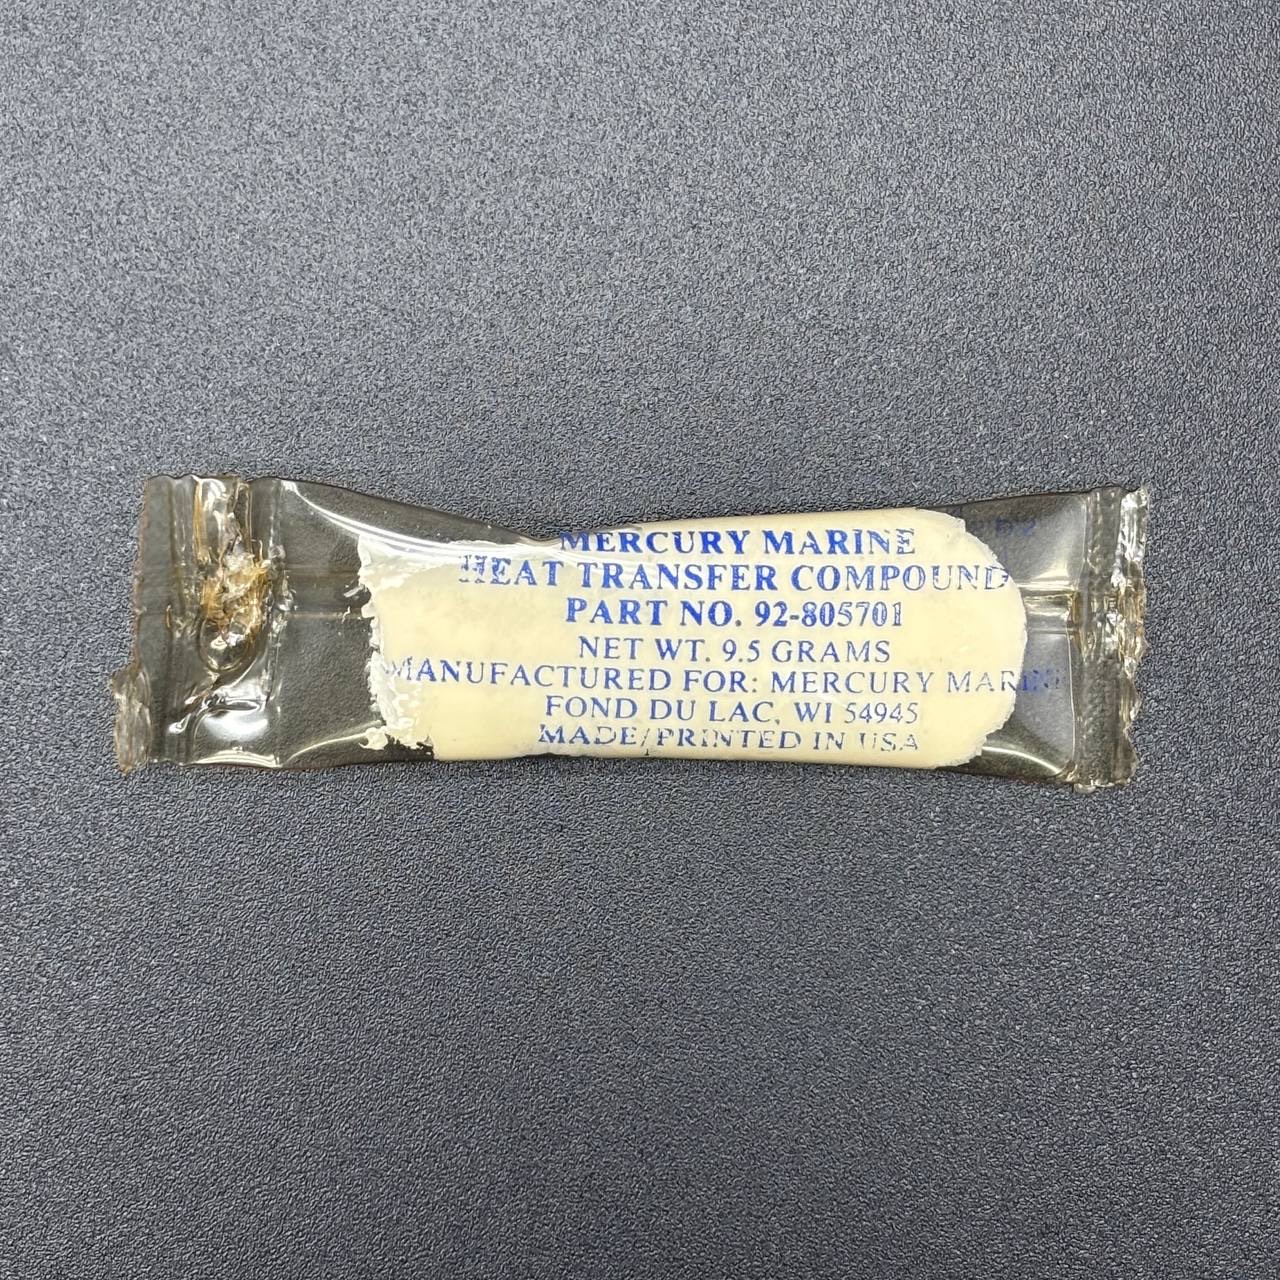 MERCURY MARINE
HEAT TRANSFER COMPOUND
PART NO. 92-805701
NET WT. 9.5 GRAMS
MANUFACTURED FOR: MERCURY MARINE
FOND DU LAC, WI 54945
MADE/PRINTED IN USA